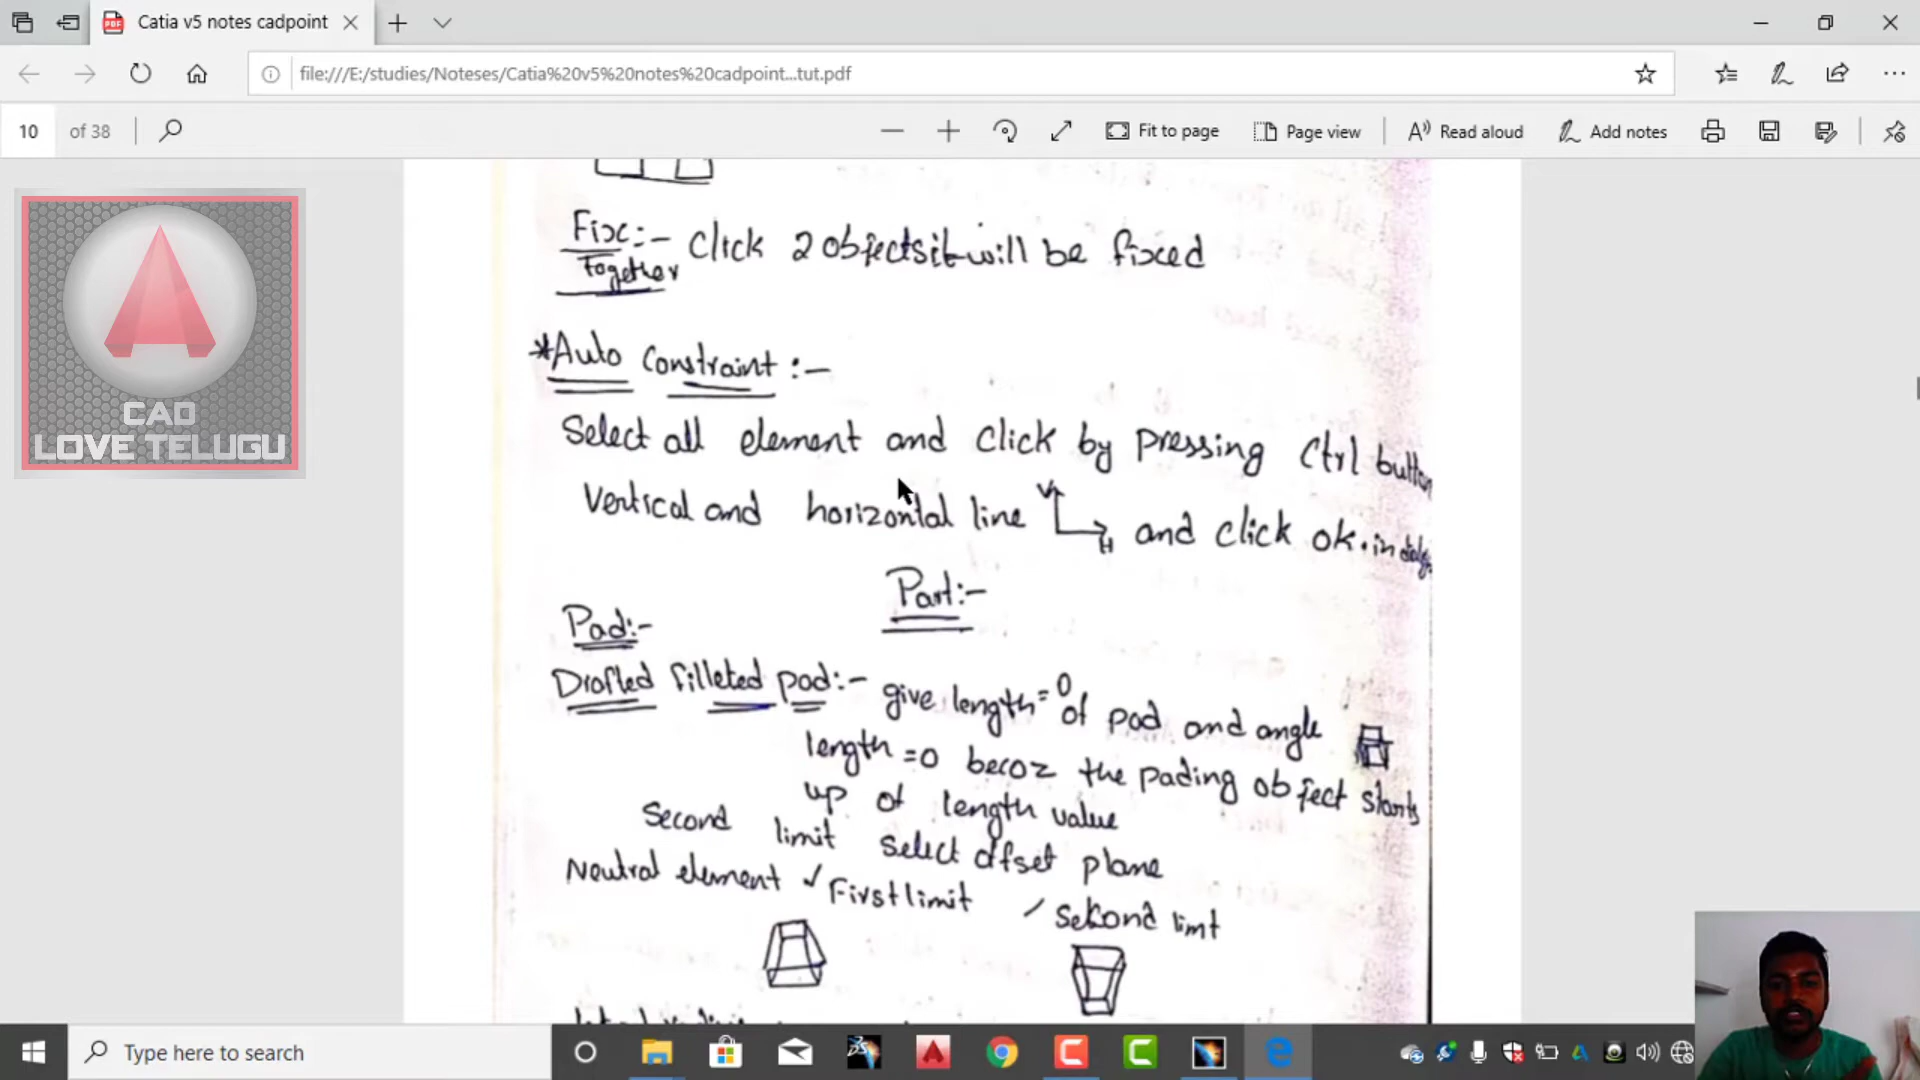 Catia v5 notes cadpoint
file:///E:/studies/Noteses/Catia%20v5%20notes%20cadpoint...tut.pdf
10 of 38
Fit to page
Page view
Read aloud
Add notes
CAD
LOVE TELUGU
Fix:- Click 2 objects it will be fixed
Together
*Auto Constraint :-
Select all element and click by pressing Ctrl button
Vertical and horizontal line V H and click ok. in
Part:-
Pad:-
Drafted filleted pad:- give length=0 of pad and angle
length =0 becoz the pading object starts
up of length value
Second limit Select ofset plane
Neutral element ✓ First limit ✓ Second limt
Type here to search